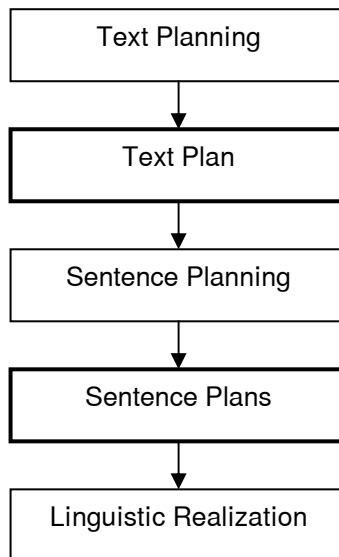 Text Planning
Text Plan
Sentence Planning
Sentence Plans
Linguistic Realization